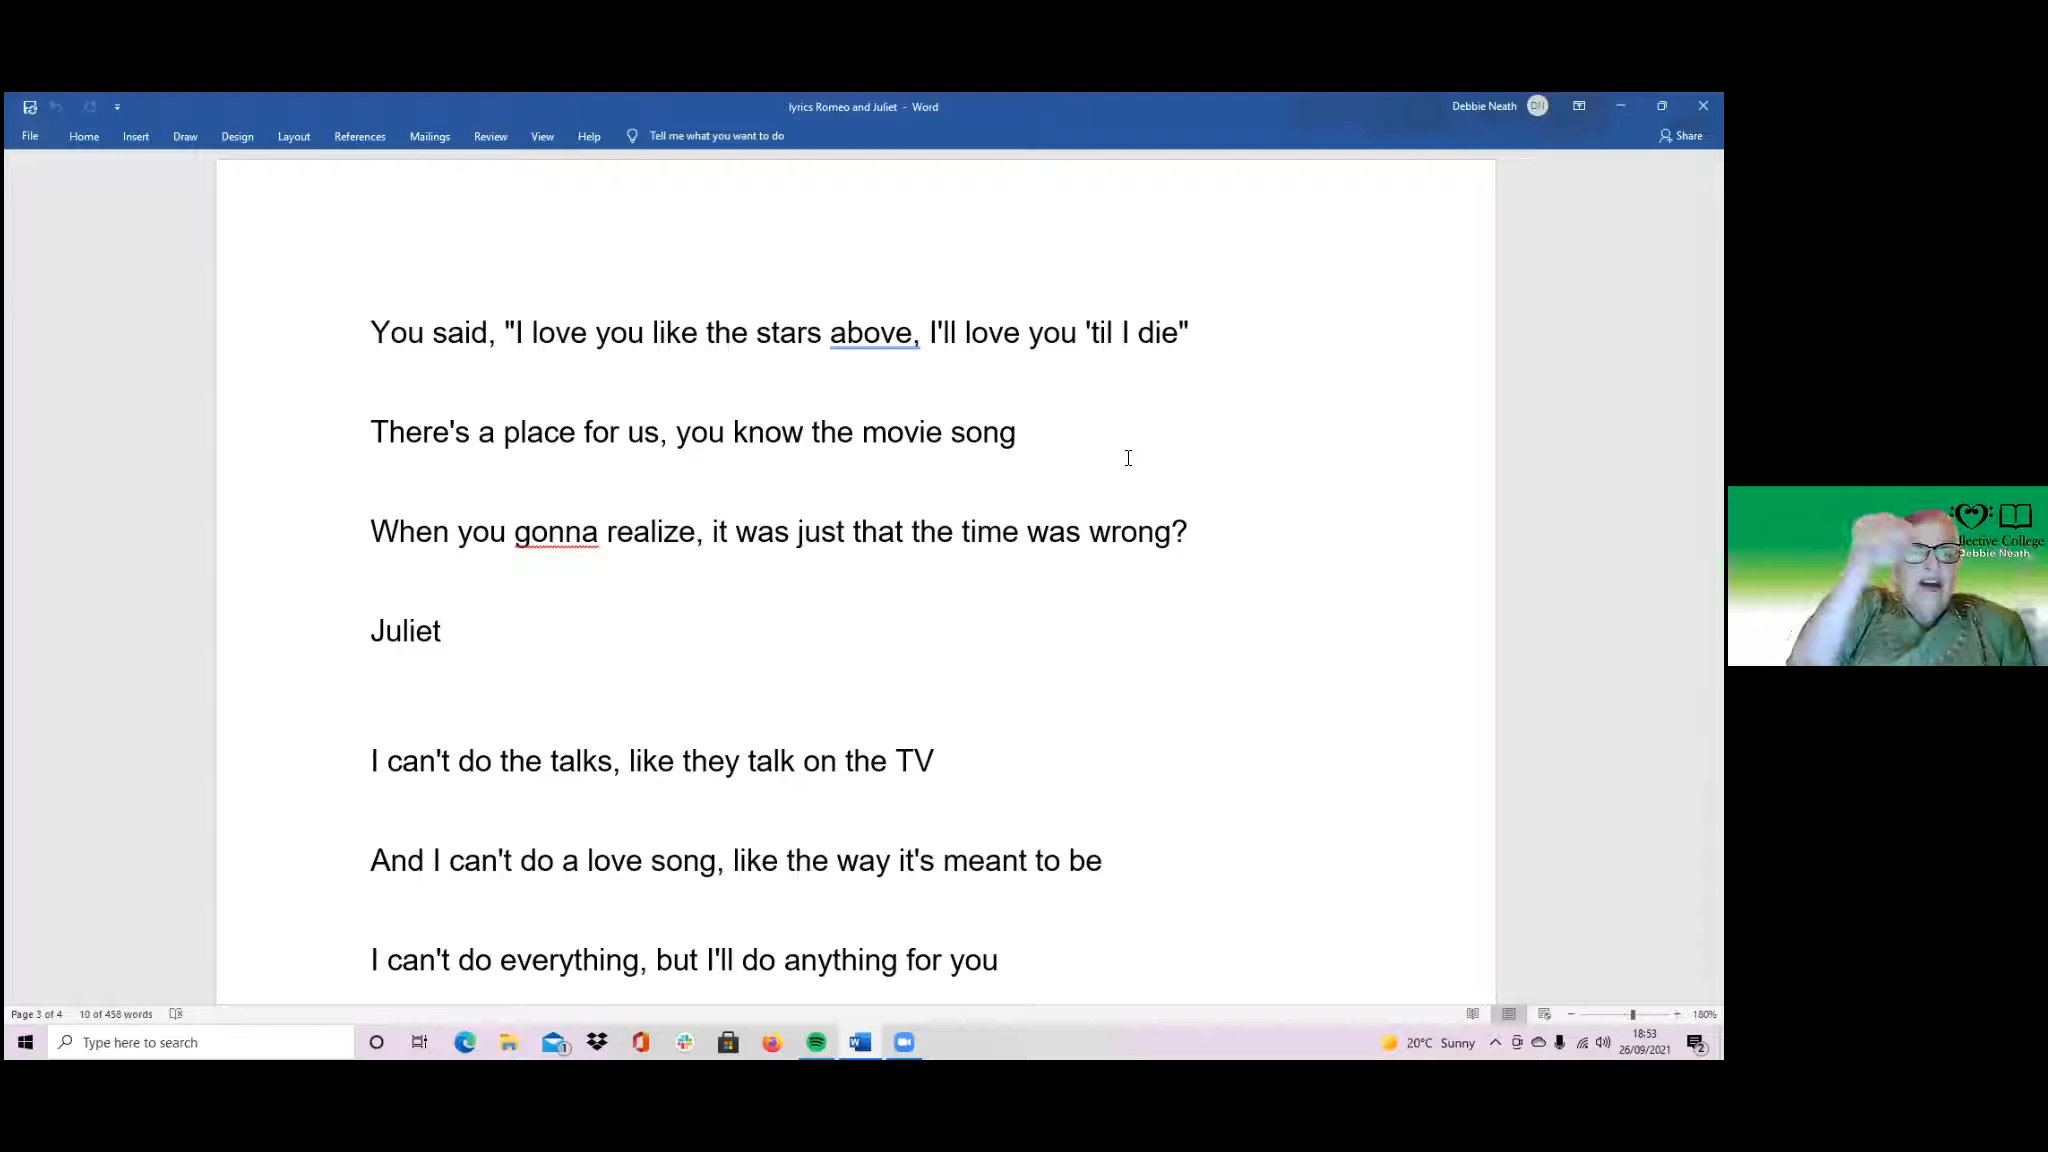 lyrics Romeo and Juliet - Word
Debbie Neath DN
File Home Insert Draw Design Layout References Mailings Review View Help Tell me what you want to do Share
You said, "I love you like the stars above, I'll love you 'til I die"
There's a place for us, you know the movie song
When you gonna realize, it was just that the time was wrong?
Juliet
I can't do the talks, like they talk on the TV
And I can't do a love song, like the way it's meant to be
I can't do everything, but I'll do anything for you
llective College
Debbie Neath
Page 3 of 4 10 of 458 words 180%
Type here to search
1
20°C Sunny
18:53
26/09/2021
2